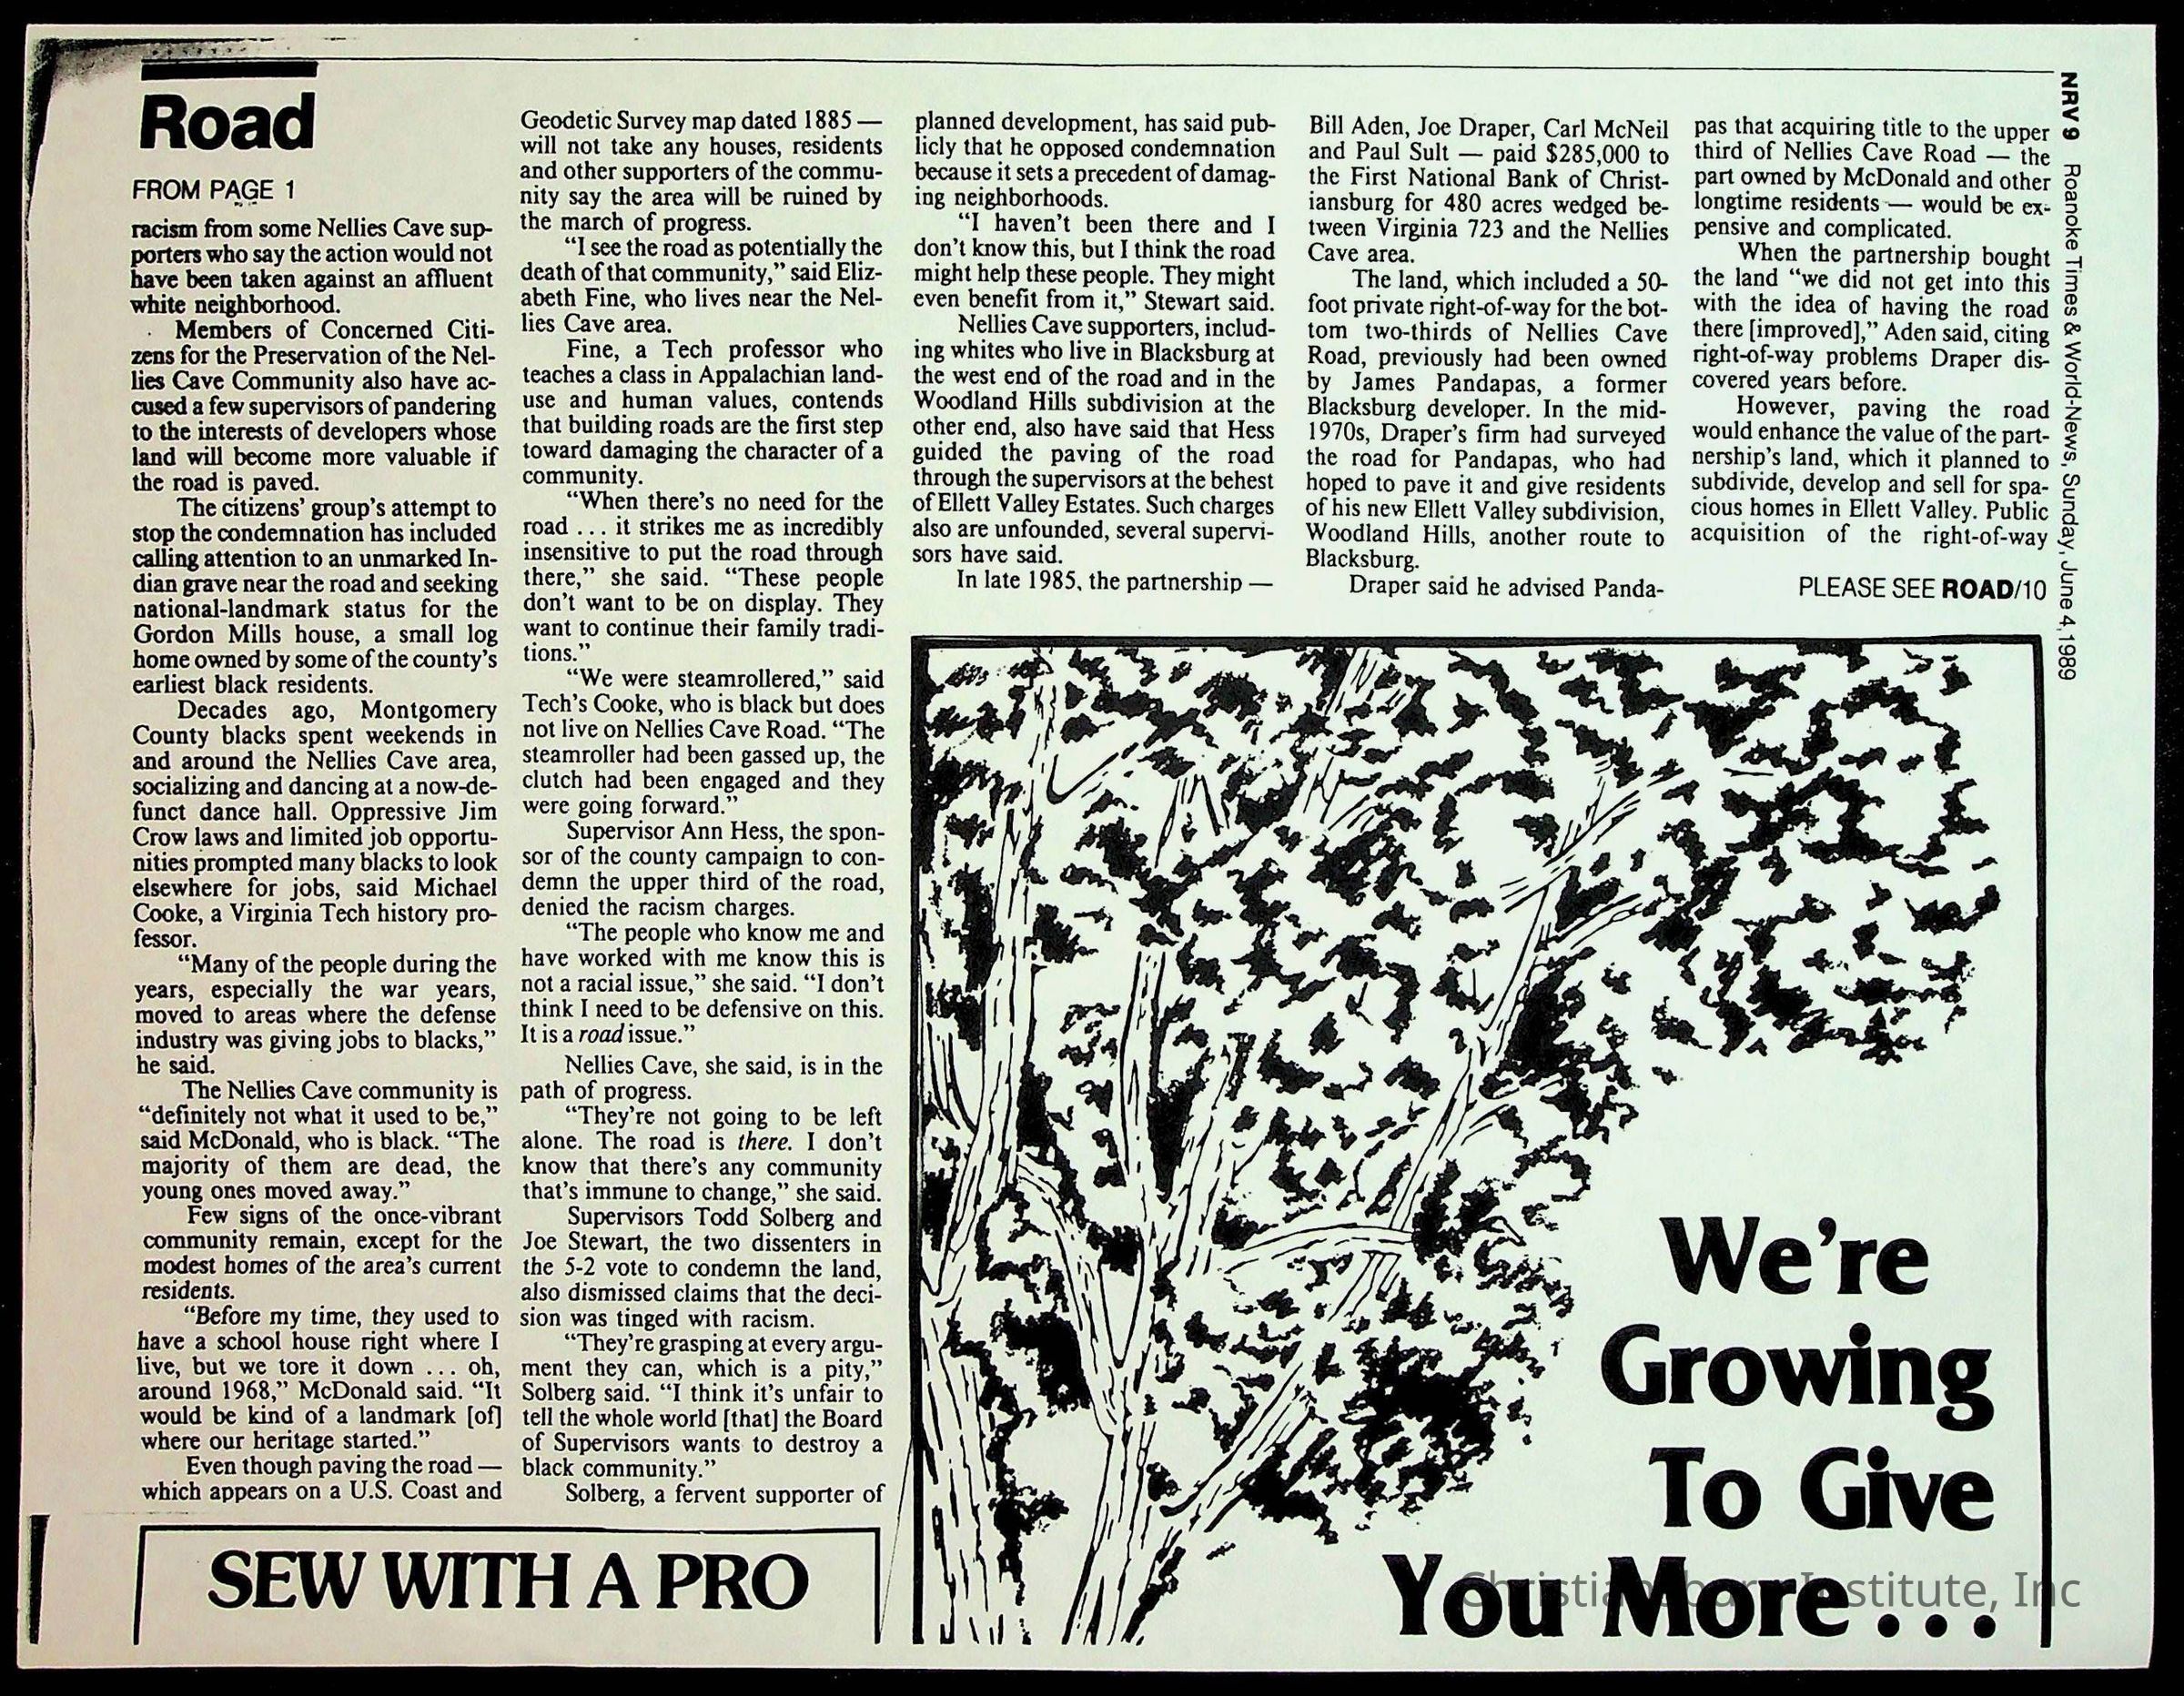 Road
FROM PAGE 1
racism from some Nellies Cave sup-
porters who say the action would not
have been taken against an affluent
white neighborhood.
Members of Concerned Citi-
zens for the Preservation of the Nel-
lies Cave Community also have ac-
cused a few supervisors of pandering
to the interests of developers whose
land will become more valuable if
the road is paved.
The citizens' group's attempt to
stop the condemnation has included
calling attention to an unmarked In-
dian grave near the road and seeking
national-landmark status for the
Gordon Mills house, a small log
home owned by some of the county's
earliest black residents.
Decades ago, Montgomery
County blacks spent weekends in
and around the Nellies Cave area,
socializing and dancing at a now-de-
funct dance hall. Oppressive Jim
Crow laws and limited job opportu-
nities prompted many blacks to look
elsewhere for jobs, said Michael
Cooke, a Virginia Tech history pro-
fessor.
"Many of the people during the
years, especially the war years,
moved to areas where the defense
industry was giving jobs to blacks,"
he said.
The Nellies Cave community is
"definitely not what it used to be,"
said McDonald, who is black. "The
majority of them are dead, the
young ones moved away."
Few signs of the once-vibrant
community remain, except for the
modest homes of the area's current
residents.
"Before my time, they used to
have a school house right where I
live, but we tore it down ... oh,
around 1968," McDonald said. "It
would be kind of a landmark [of]
where our heritage started."
Even though paving the road —
which appears on a U.S. Coast and
Geodetic Survey map dated 1885 —
will not take any houses, residents
and other supporters of the commu-
nity say the area will be ruined by
the march of progress.
"I see the road as potentially the
death of that community," said Eliz-
abeth Fine, who lives near the Nel-
lies Cave area.
Fine, a Tech professor who
teaches a class in Appalachian land-
use and human values, contends
that building roads are the first step
toward damaging the character of a
community.
"When there's no need for the
road ... it strikes me as incredibly
insensitive to put the road through
there," she said. "These people
don't want to be on display. They
want to continue their family tradi-
tions."
"We were steamrollered," said
Tech's Cooke, who is black but does
not live on Nellies Cave Road. "The
steamroller had been gassed up, the
clutch had been engaged and they
were going forward."
Supervisor Ann Hess, the spon-
sor of the county campaign to con-
demn the upper third of the road,
denied the racism charges.
"The people who know me and
have worked with me know this is
not a racial issue," she said. "I don't
think I need to be defensive on this.
It is a road issue."
Nellies Cave, she said, is in the
path of progress.
"They're not going to be left
alone. The road is there. I don't
know that there's any community
that's immune to change," she said.
Supervisors Todd Solberg and
Joe Stewart, the two dissenters in
the 5-2 vote to condemn the land,
also dismissed claims that the deci-
sion was tinged with racism.
"They're grasping at every argu-
ment they can, which is a pity,"
Solberg said. "I think it's unfair to
tell the whole world [that] the Board
of Supervisors wants to destroy a
black community."
Solberg, a fervent supporter of
planned development, has said pub-
licly that he opposed condemnation
because it sets a precedent of damag-
ing neighborhoods.
"I haven't been there and I
don't know this, but I think the road
might help these people. They might
even benefit from it," Stewart said.
Nellies Cave supporters, includ-
ing whites who live in Blacksburg at
the west end of the road and in the
Woodland Hills subdivision at the
other end, also have said that Hess
guided the paving of the road
through the supervisors at the behest
of Ellett Valley Estates. Such charges
also are unfounded, several supervi-
sors have said.
In late 1985, the partnership —
Bill Aden, Joe Draper, Carl McNeil
and Paul Sult — paid $285,000 to
the First National Bank of Christ-
iansburg for 480 acres wedged be-
tween Virginia 723 and the Nellies
Cave area.
The land, which included a 50-
foot private right-of-way for the bot-
tom two-thirds of Nellies Cave
Road, previously had been owned
by James Pandapas, a former
Blacksburg developer. In the mid-
1970s, Draper's firm had surveyed
the road for Pandapas, who had
hoped to pave it and give residents
of his new Ellett Valley subdivision,
Woodland Hills, another route to
Blacksburg.
Draper said he advised Panda-
pas that acquiring title to the upper
third of Nellies Cave Road — the
part owned by McDonald and other
longtime residents — would be ex-
pensive and complicated.
When the partnership bought
the land "we did not get into this
with the idea of having the road
there [improved]," Aden said, citing
right-of-way problems Draper dis-
covered years before.
However, paving the road
would enhance the value of the part-
nership's land, which it planned to
subdivide, develop and sell for spa-
cious homes in Ellett Valley. Public
acquisition of the right-of-way
PLEASE SEE ROAD/10
NRV 9 Roanoke Times & World-News, Sunday, June 4, 1989
SEW WITH A PRO
We're
Growing
To Give
You More...
Christiansburg Institute, Inc